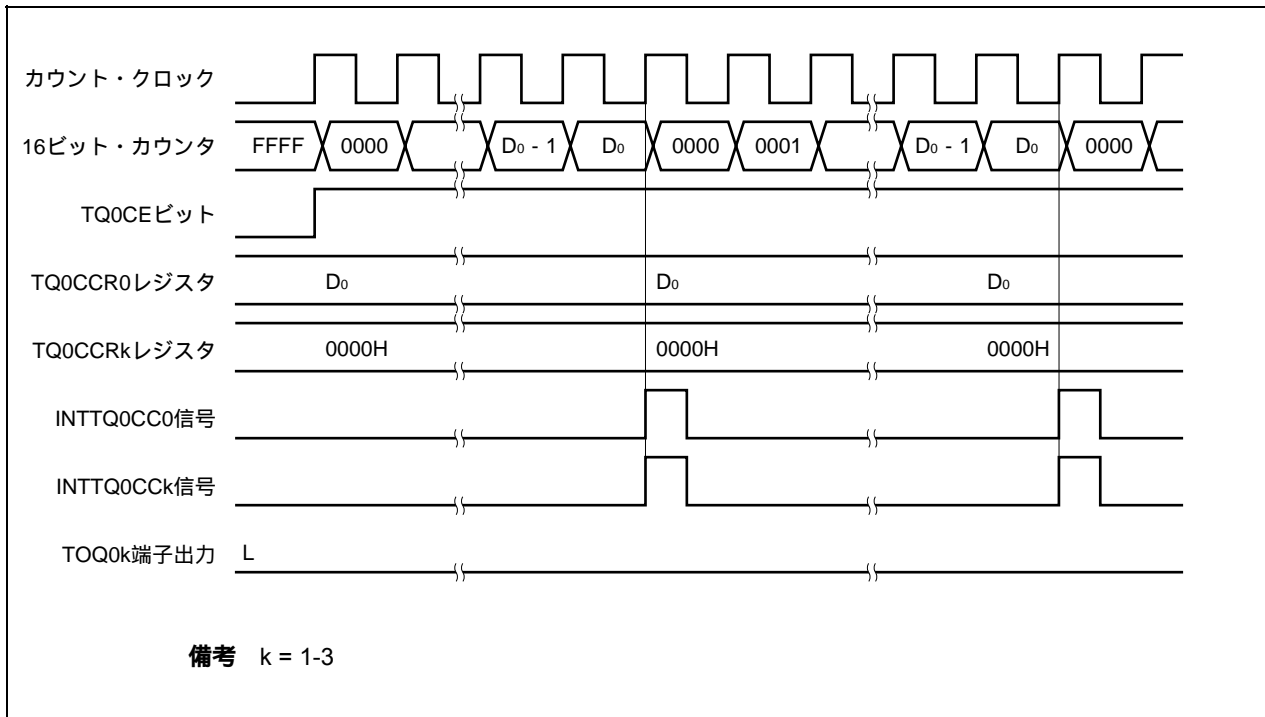 カウント・クロック
16ビット・カウンタ FFFF 0000 D0 - 1 D0 0000 0001 D0 - 1 D0 0000
TQ0CEビット
TQ0CCR0レジスタ D0 D0 D0
TQ0CCRkレジスタ 0000H 0000H 0000H
INTTQ0CC0信号
INTTQ0CCk信号
TOQ0k端子出力 L
備考 k = 1-3